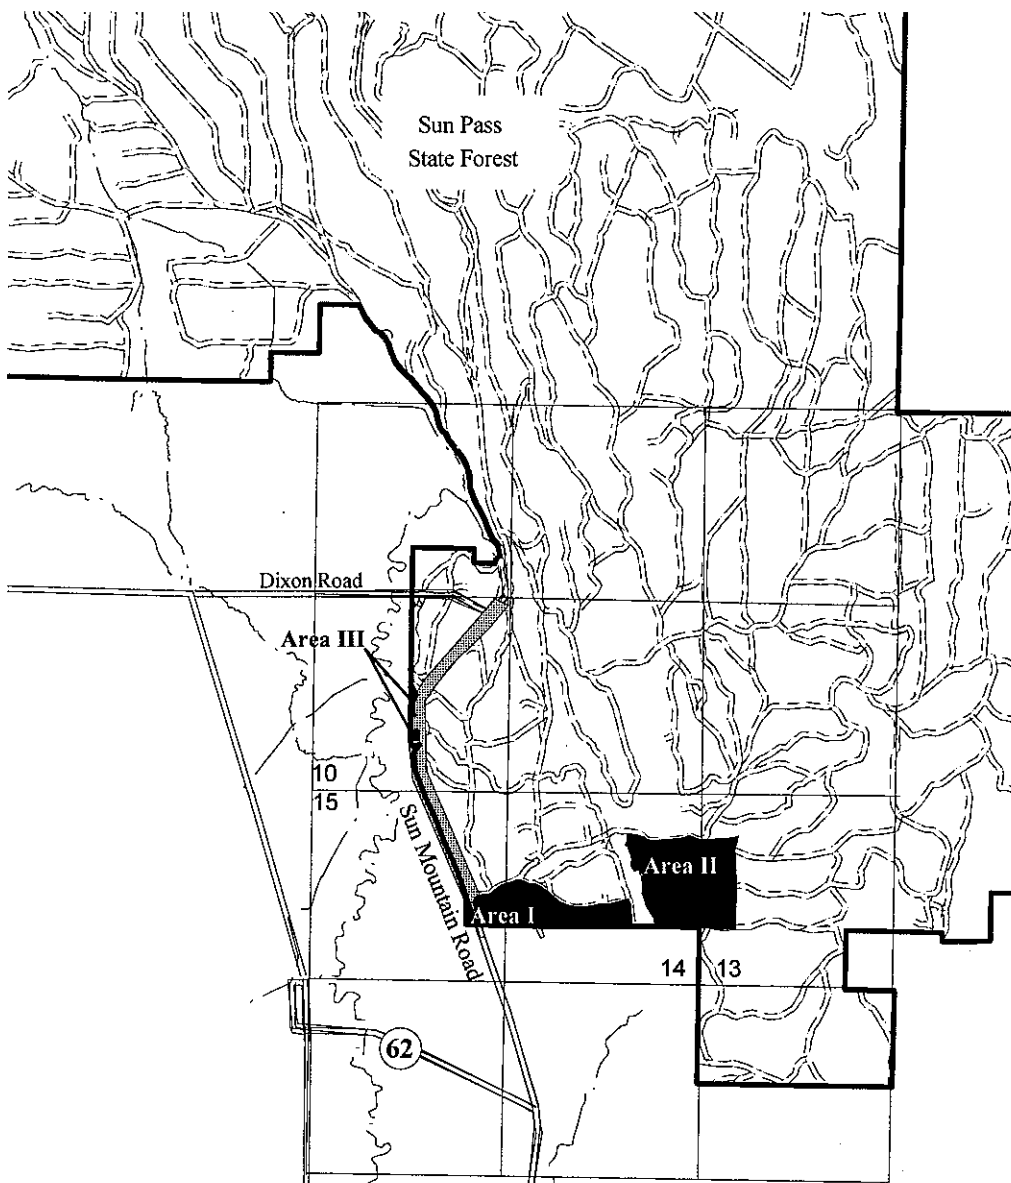 Sun Pass
State Forest
Dixon Road
Area III
10
15
Sun Mountain Road
Area II
Area I
14
13
62